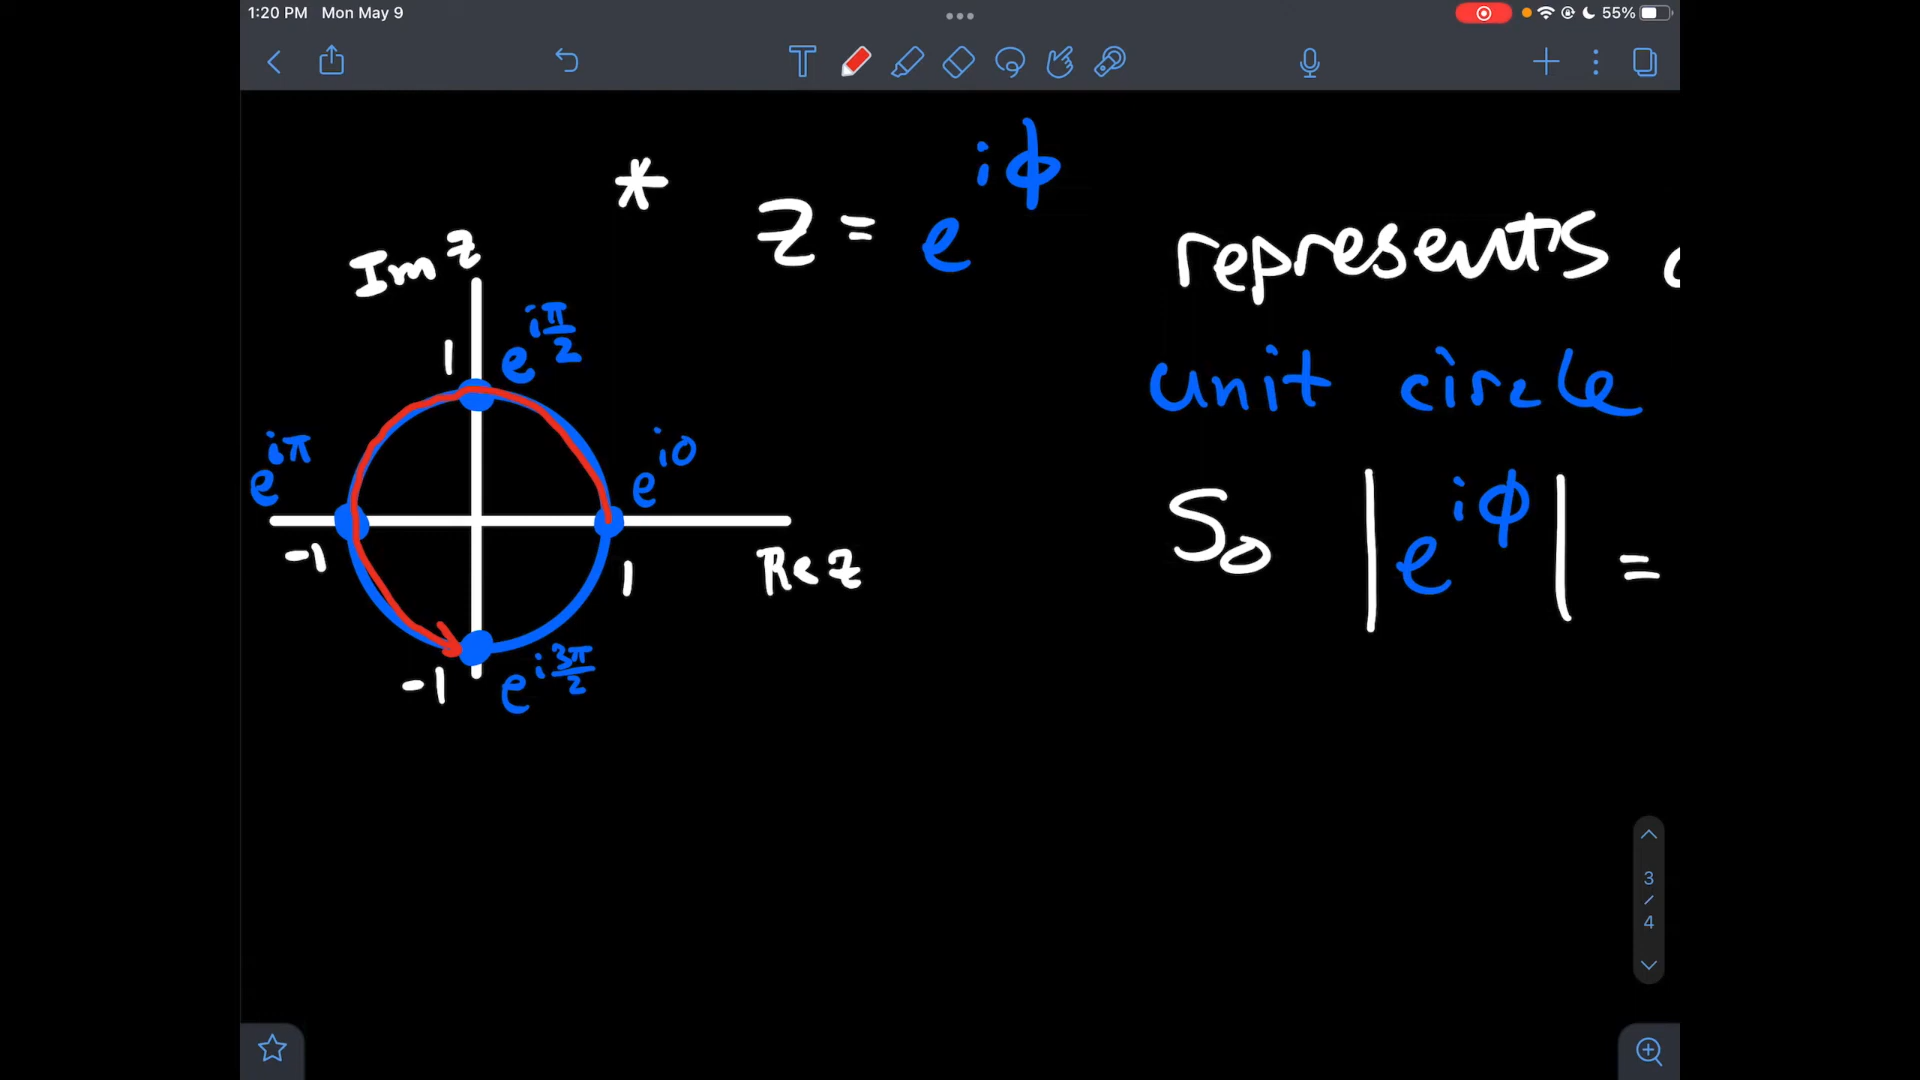 1:20 PM Mon May 9
55%
* z = e^{iϕ} represents
unit circle
So |e^{iϕ}| =
Im z
1
e^{iπ/2}
e^{iπ}
e^{i0}
-1
1
Re z
-1
e^{i3π/2}
3
/
4